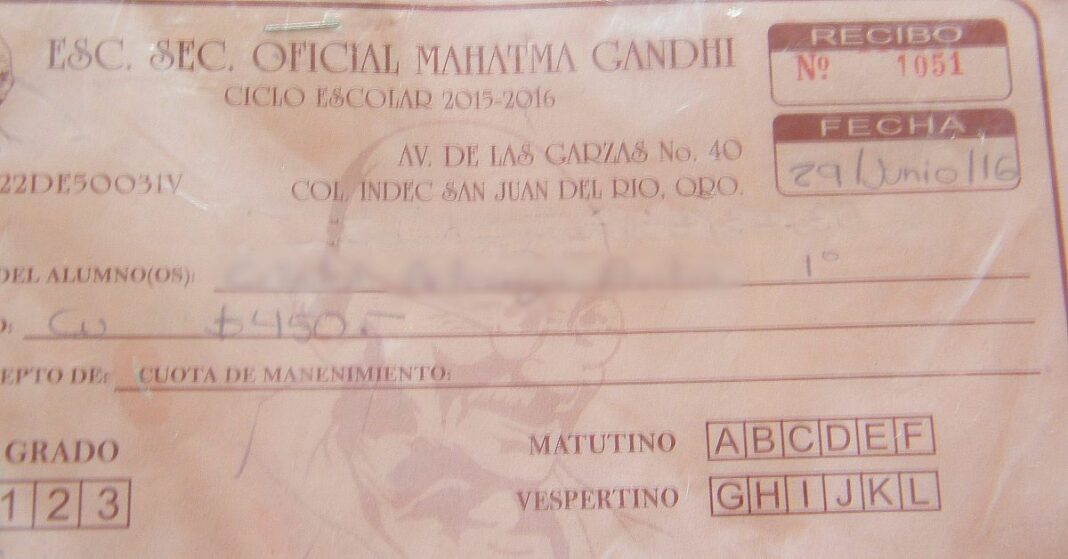 ESC. SEC. OFICIAL MAHATMA GANDHI
CICLO ESCOLAR 2015-2016
RECIBO
Nº 1051
FECHA
29/Junio/16
AV. DE LAS GARZAS No. 40
22DES0031V
COL. INDEC SAN JUAN DEL RIO, QRO.
DEL ALUMNO(OS): 1º
$450.-
EPTO DE: CUOTA DE MANENIMIENTO:
GRADO
1 2 3
MATUTINO A B C D E F
VESPERTINO G H I J K L